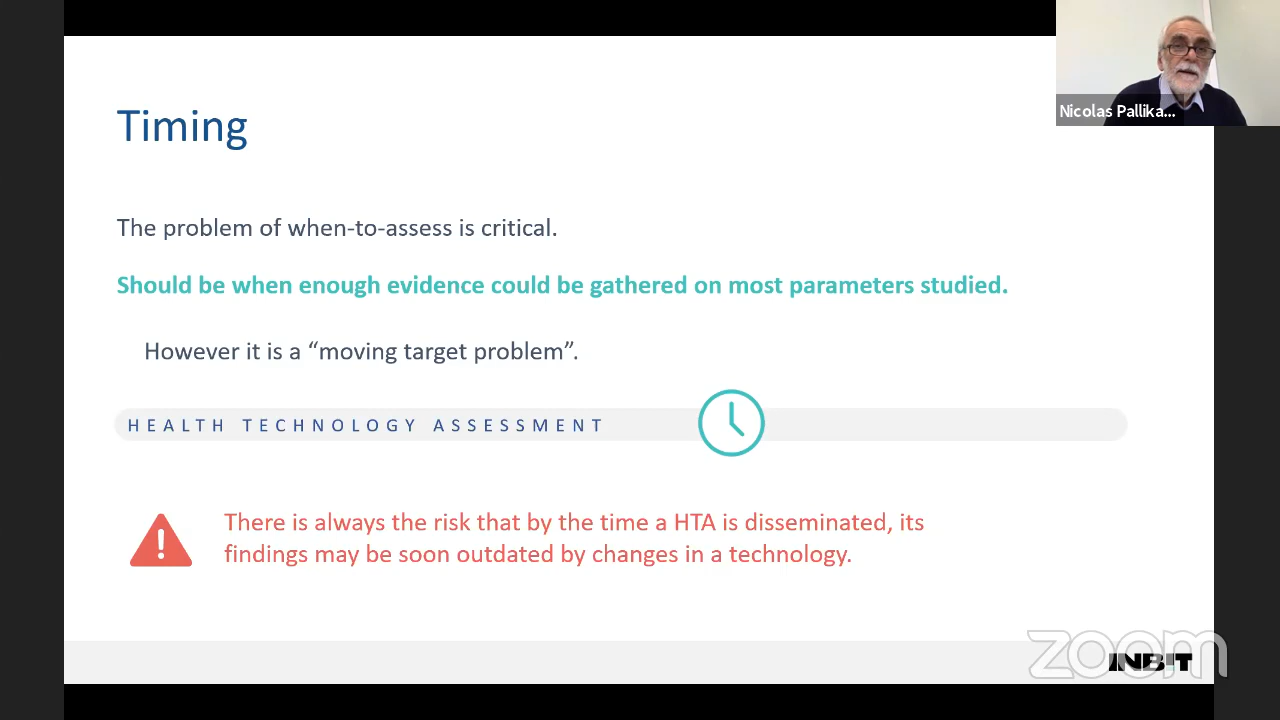 Nicolas Pallika...
Timing
The problem of when-to-assess is critical.
Should be when enough evidence could be gathered on most parameters studied.
However it is a “moving target problem”.
HEALTH TECHNOLOGY ASSESSMENT
There is always the risk that by the time a HTA is disseminated, its
findings may be soon outdated by changes in a technology.
zoom
INB!T